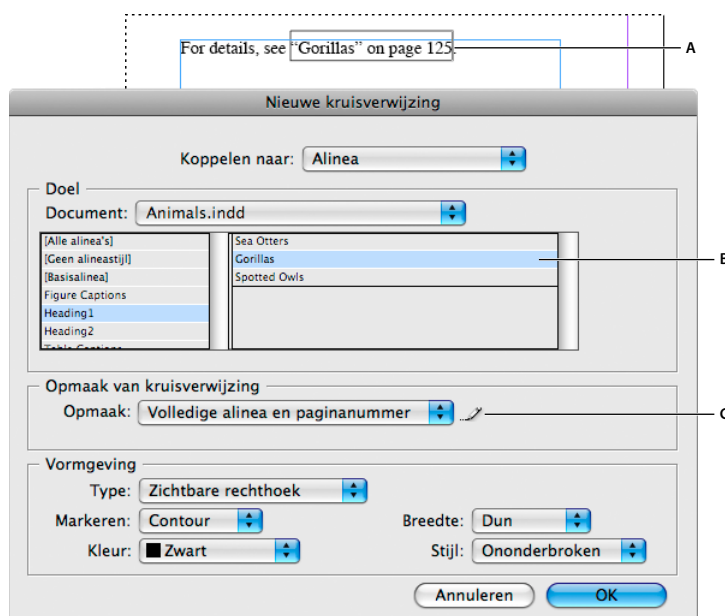 For details, see “Gorillas” on page 125.
A
Nieuwe kruisverwijzing
Koppelen naar: Alinea
Doel
Document: Animals.indd
[Alle alinea's]
[Geen alineastijl]
[Basisalinea]
Figure Captions
Heading1
Heading2
Table Captions
Sea Otters
Gorillas
Spotted Owls
B
Opmaak van kruisverwijzing
Opmaak: Volledige alinea en paginanummer
C
Vormgeving
Type: Zichtbare rechthoek
Markeren: Contour
Breedte: Dun
Kleur: Zwart
Stijl: Ononderbroken
Annuleren
OK